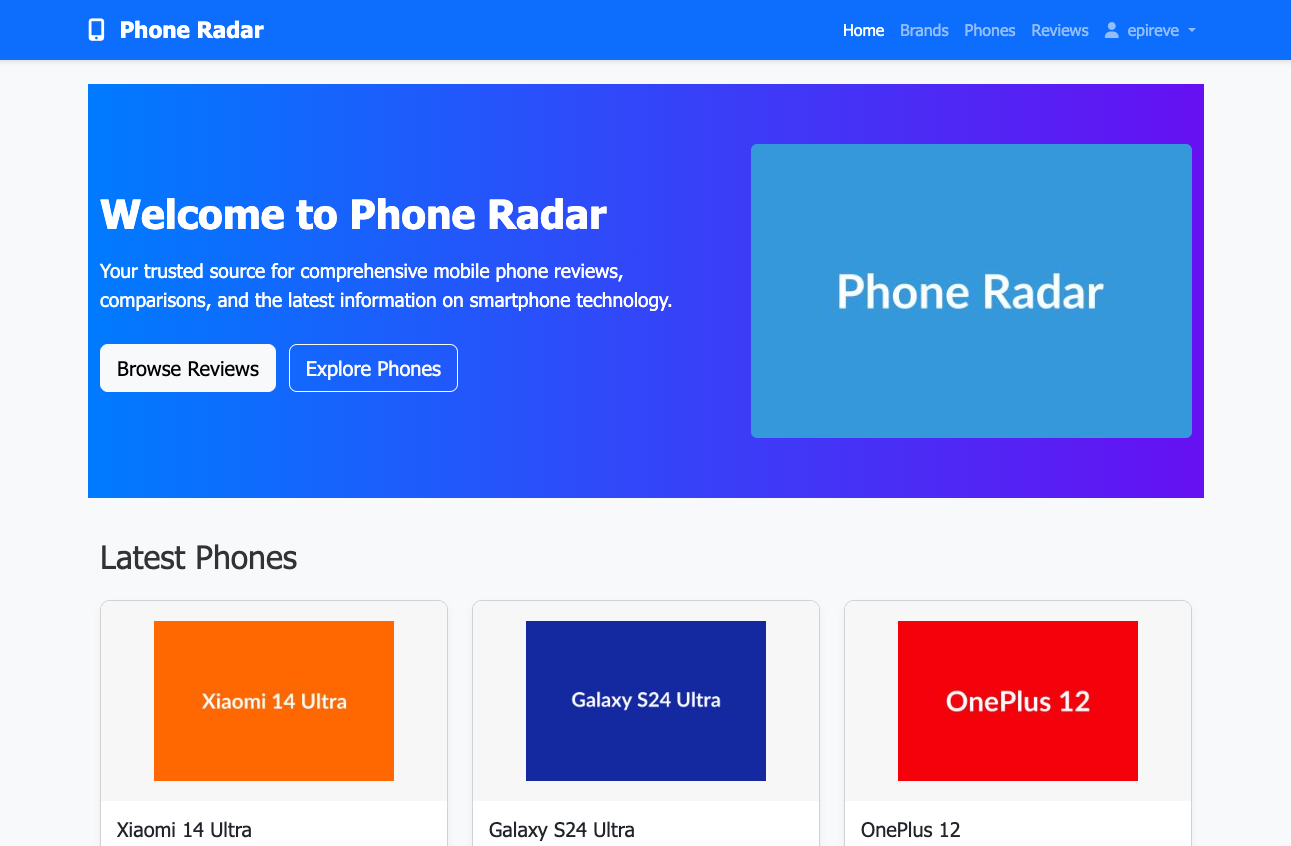 Phone Radar
Home Brands Phones Reviews epireve
Welcome to Phone Radar
Your trusted source for comprehensive mobile phone reviews,
comparisons, and the latest information on smartphone technology.
Browse Reviews Explore Phones
Phone Radar
Latest Phones
Xiaomi 14 Ultra
Galaxy S24 Ultra
OnePlus 12
Xiaomi 14 Ultra
Galaxy S24 Ultra
OnePlus 12